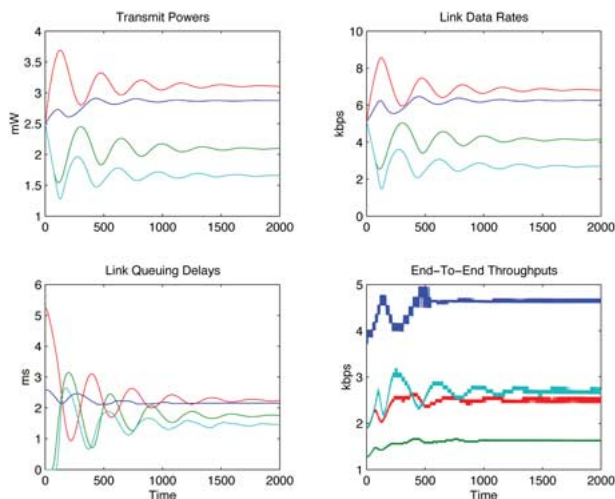 Transmit Powers
4
3.5
3
2.5
2
1.5
1
mW
0 500 1000 1500 2000
Link Data Rates
10
8
6
4
2
0
kbps
0 500 1000 1500 2000
Link Queuing Delays
6
5
4
3
2
1
0
ms
0 500 1000 1500 2000
Time
End-To-End Throughputs
5
4
3
2
1
kbps
0 500 1000 1500 2000
Time